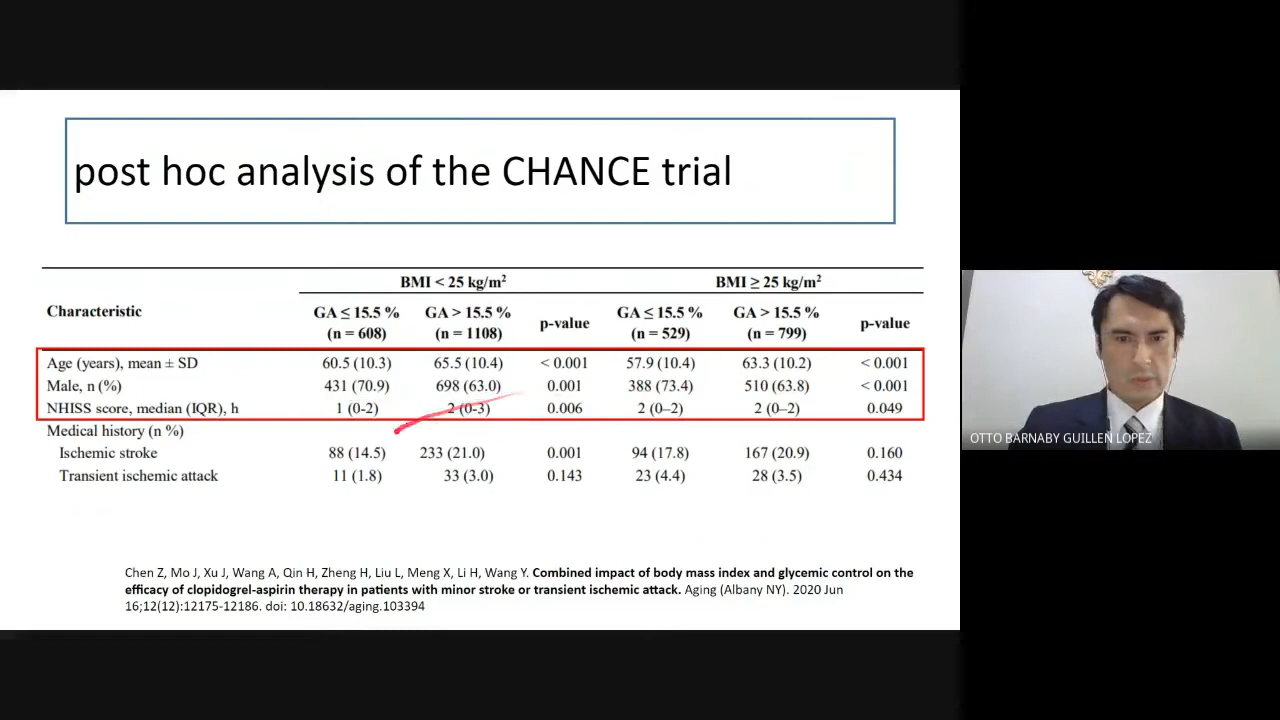 post hoc analysis of the CHANCE trial
BMI < 25 kg/m² BMI ≥ 25 kg/m²
Characteristic GA ≤ 15.5 % (n = 608) GA > 15.5 % (n = 1108) p-value GA ≤ 15.5 % (n = 529) GA > 15.5 % (n = 799) p-value
Age (years), mean ± SD 60.5 (10.3) 65.5 (10.4) < 0.001 57.9 (10.4) 63.3 (10.2) < 0.001
Male, n (%) 431 (70.9) 698 (63.0) 0.001 388 (73.4) 510 (63.8) < 0.001
NHISS score, median (IQR), h 1 (0-2) 2 (0-3) 0.006 2 (0–2) 2 (0–2) 0.049
Medical history (n %)
Ischemic stroke 88 (14.5) 233 (21.0) 0.001 94 (17.8) 167 (20.9) 0.160
Transient ischemic attack 11 (1.8) 33 (3.0) 0.143 23 (4.4) 28 (3.5) 0.434
Chen Z, Mo J, Xu J, Wang A, Qin H, Zheng H, Liu L, Meng X, Li H, Wang Y. Combined impact of body mass index and glycemic control on the
efficacy of clopidogrel-aspirin therapy in patients with minor stroke or transient ischemic attack. Aging (Albany NY). 2020 Jun
16;12(12):12175-12186. doi: 10.18632/aging.103394
OTTO BARNABY GUILLEN LOPEZ